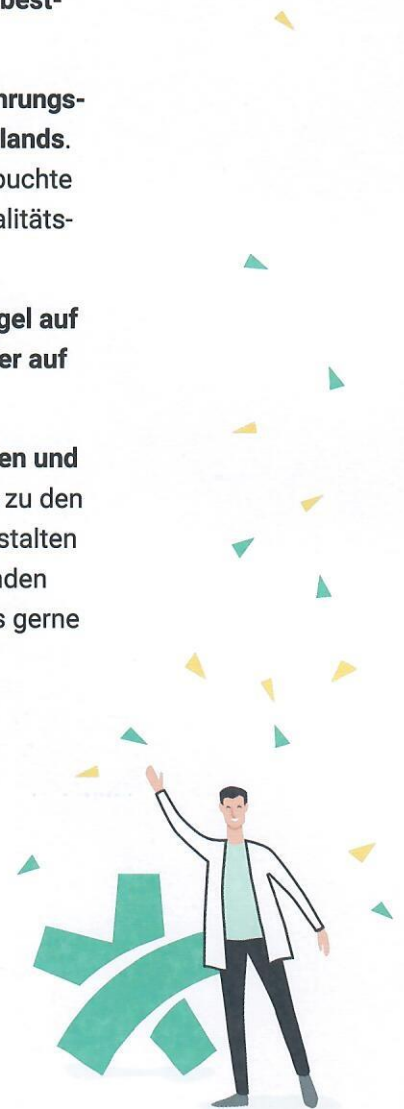 best-
hrungs-
lands.
buchte
alitäts-
gel auf
er auf
en und
zu den
stalten
nden
s gerne